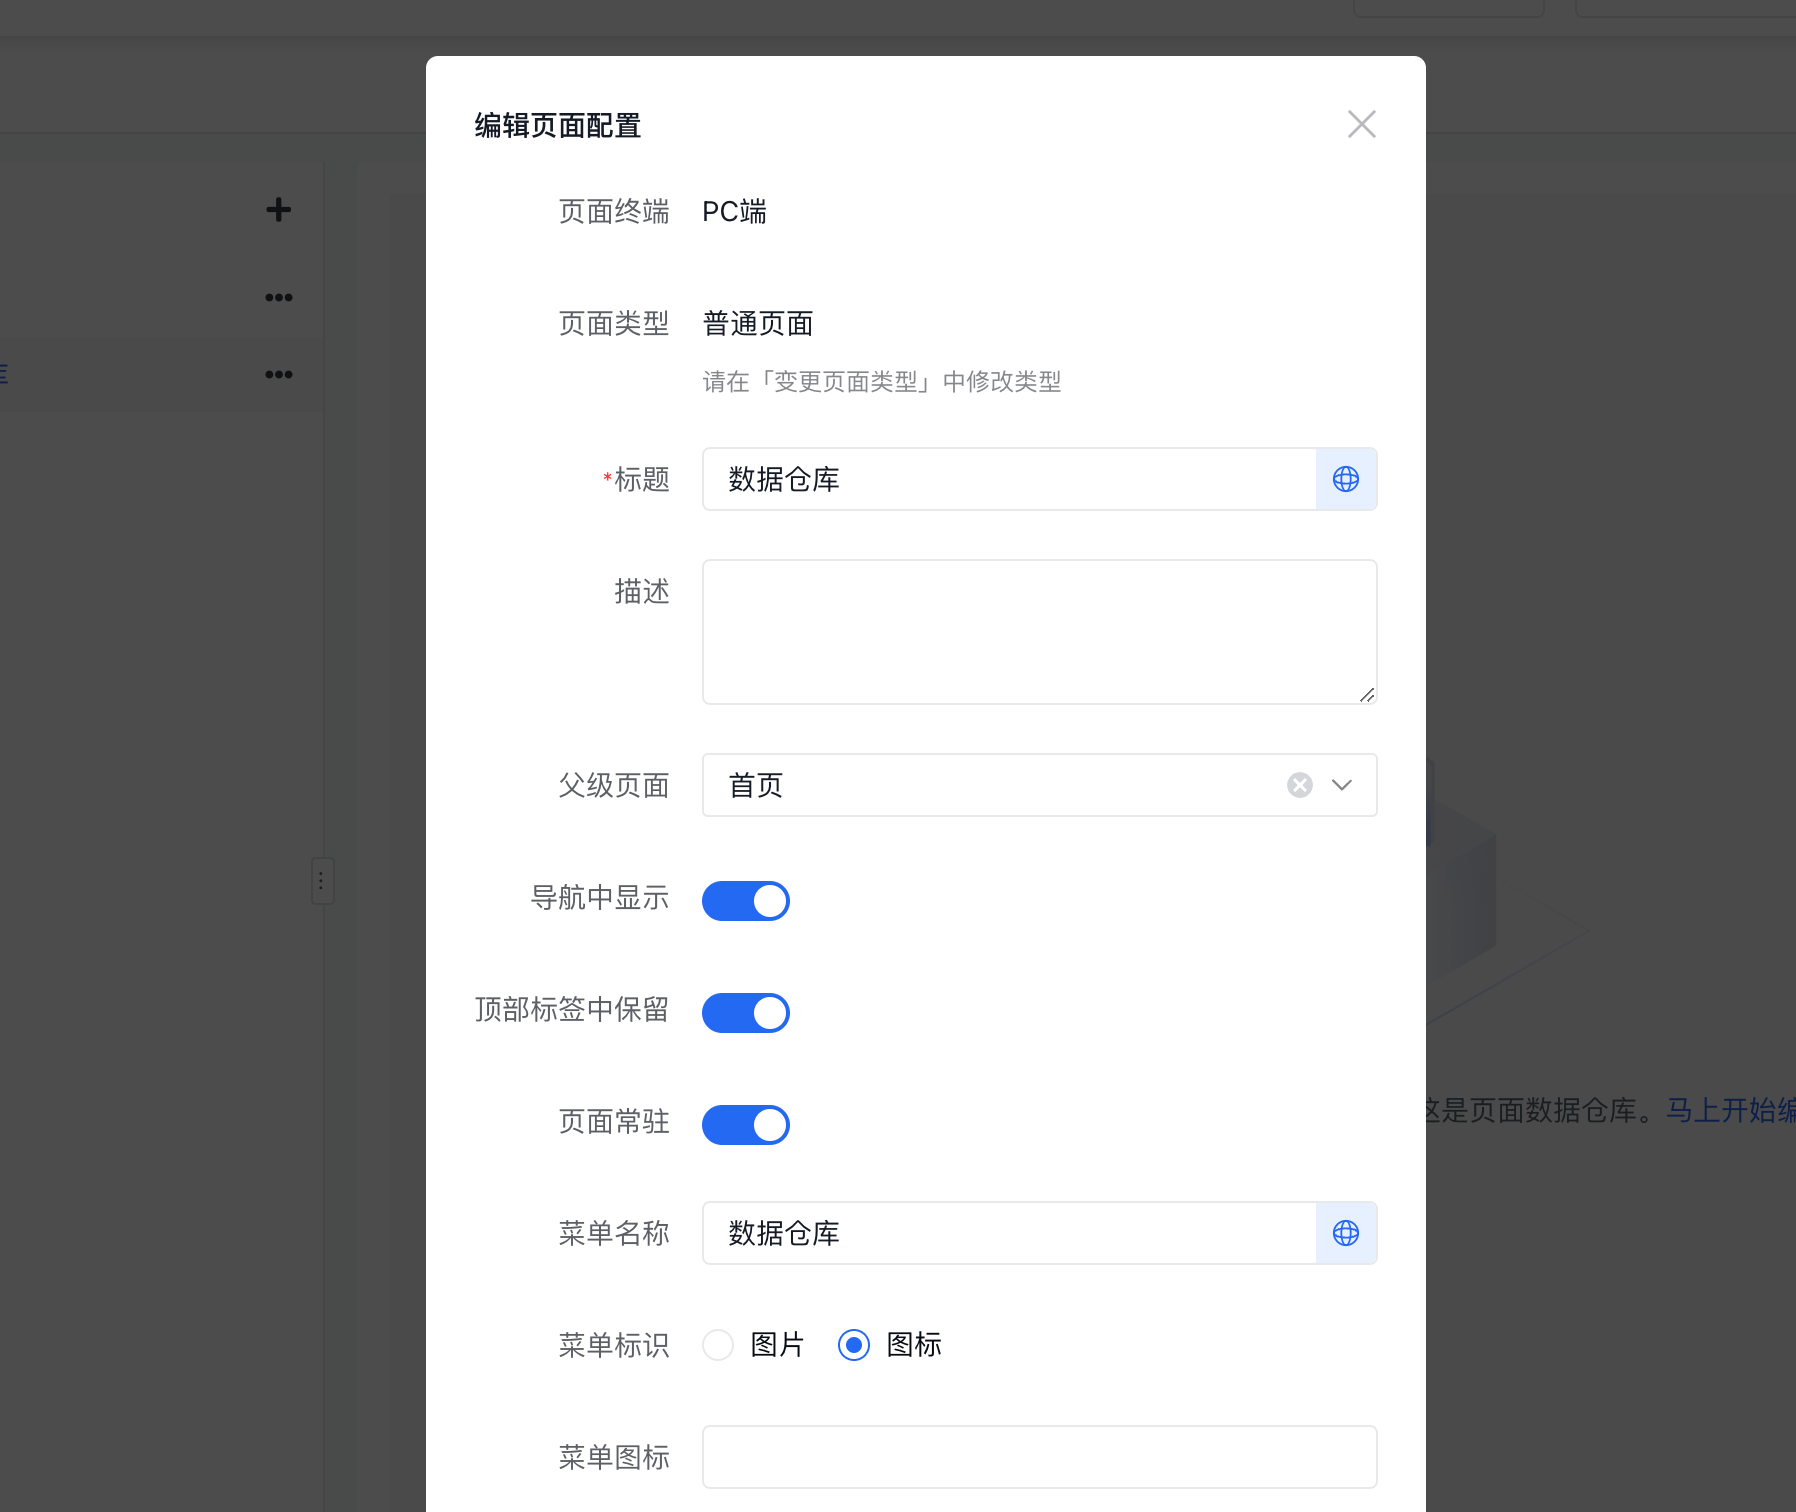 编辑页面配置
页面终端 PC端
页面类型 普通页面
请在「变更页面类型」中修改类型
*标题 数据仓库
描述
父级页面 首页
导航中显示
顶部标签中保留
页面常驻
这是页面数据仓库。马上开始编
菜单名称 数据仓库
菜单标识 图片 图标
菜单图标